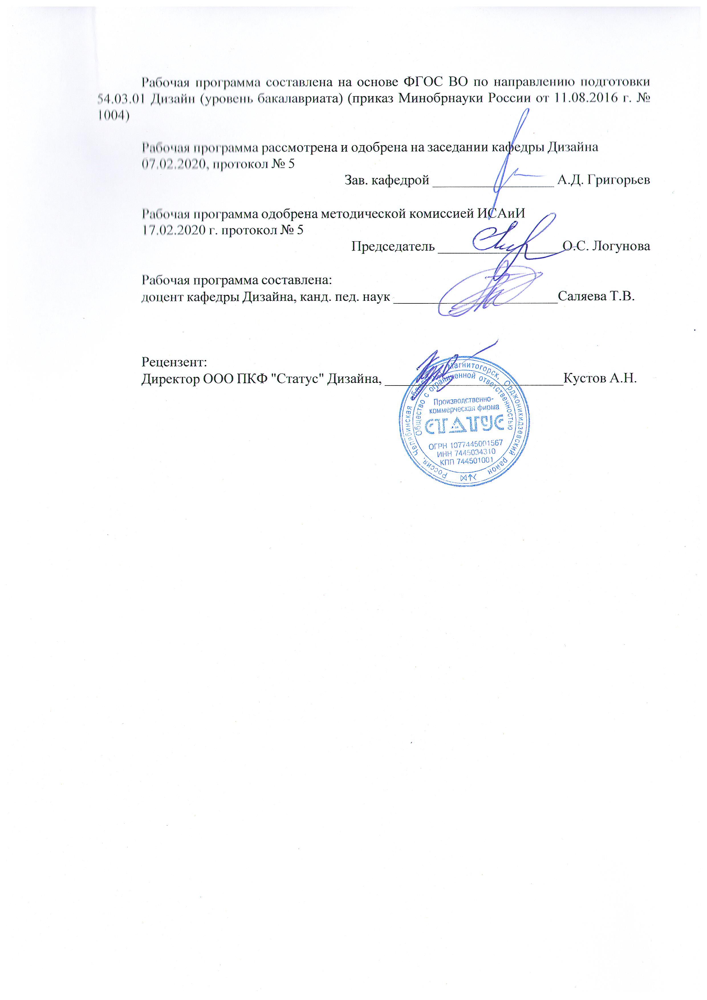 Рабочая программа составлена на основе ФГОС ВО по направлению подготовки
54.03.01 Дизайн (уровень бакалавриата) (приказ Минобрнауки России от 11.08.2016 г. №
1004)
Рабочая программа рассмотрена и одобрена на заседании кафедры Дизайна
07.02.2020, протокол № 5
Зав. кафедрой ____________________ А.Д. Григорьев
Рабочая программа одобрена методической комиссией ИСАиИ
17.02.2020 г. протокол № 5
Председатель ____________________ О.С. Логунова
Рабочая программа составлена:
доцент кафедры Дизайна, канд. пед. наук ___________________________Саляева Т.В.
Рецензент:
Директор ООО ПКФ "Статус" Дизайна, _____________________________Кустов А.Н.
Россия, Челябинская область, г. Магнитогорск, Орджоникидзевский район
Общество с ограниченной ответственностью
Производственно-
коммерческая фирма
СТАТУС
ОГРН 1077445001567
ИНН 7445034310
КПП 744501001